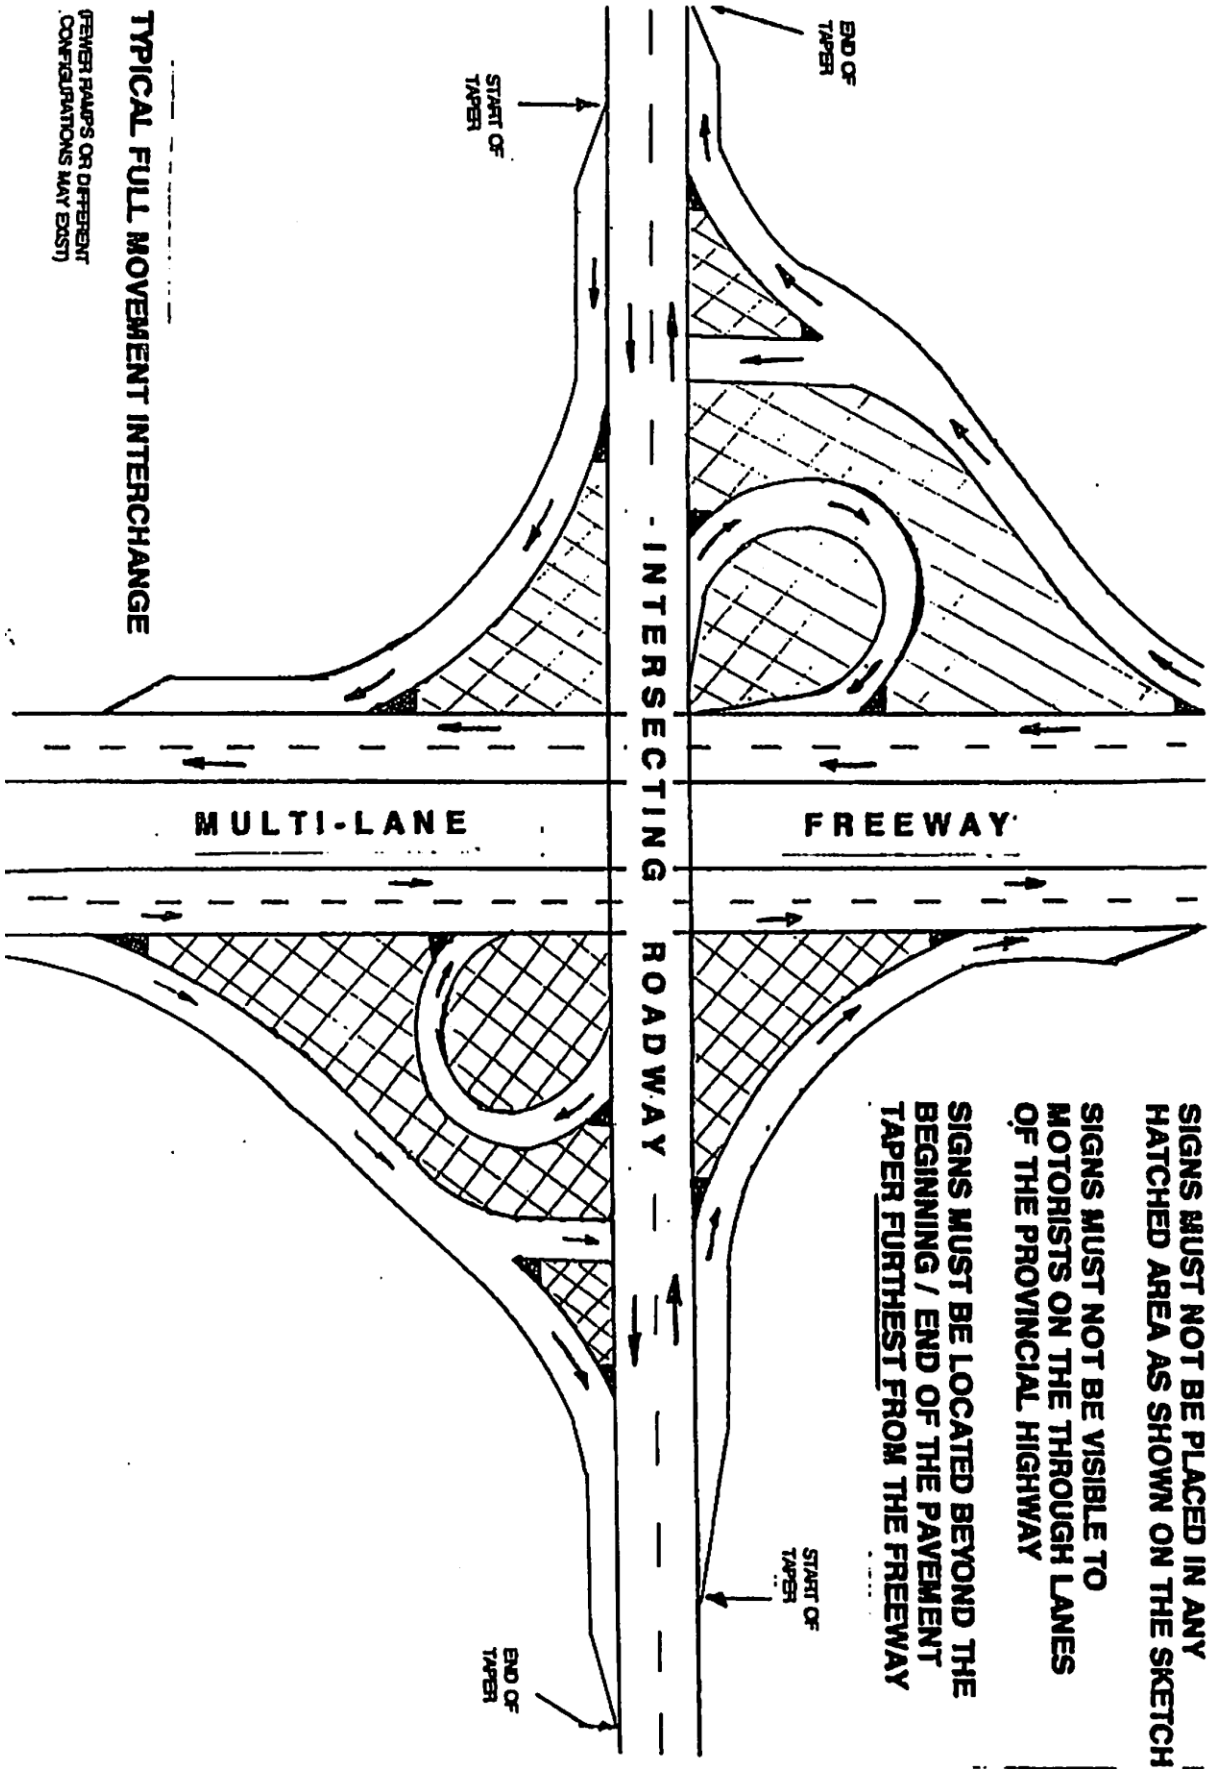 SIGNS MUST NOT BE PLACED IN ANY
HATCHED AREA AS SHOWN ON THE SKETCH
SIGNS MUST NOT BE VISIBLE TO
MOTORISTS ON THE THROUGH LANES
OF THE PROVINCIAL HIGHWAY
SIGNS MUST BE LOCATED BEYOND THE
BEGINNING / END OF THE PAVEMENT
TAPER FURTHEST FROM THE FREEWAY
END OF
TAPER
START OF
TAPER
FREEWAY
INTERSECTING ROADWAY
MULTI-LANE
START OF
TAPER
END OF
TAPER
TYPICAL FULL MOVEMENT INTERCHANGE
(FEWER RAMPS OR DIFFERENT
CONFIGURATIONS MAY EXIST)